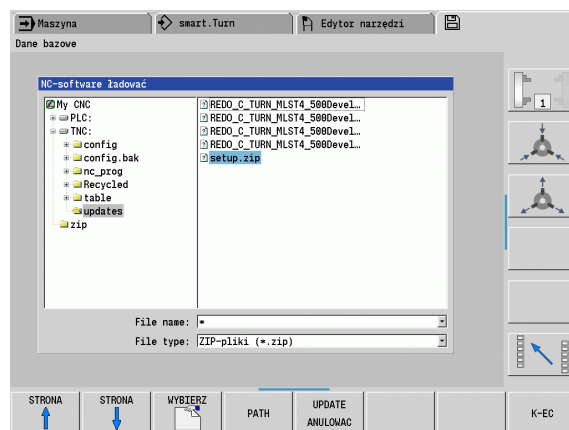 Maszyna
smart.Turn
Edytor narzędzi
Dane bazowe
NC-software ładować
My CNC
PLC:
TNC:
config
config.bak
nc_prog
Recycled
table
updates
zip
REDO_C_TURN_MLST4_500Devel…
REDO_C_TURN_MLST4_500Devel…
REDO_C_TURN_MLST4_500Devel…
REDO_C_TURN_MLST4_500Devel…
setup.zip
File name: *
File type: ZIP-pliki (*.zip)
1
STRONA
STRONA
WYBIERZ
PATH
UPDATE
ANULOWAC
K-EC